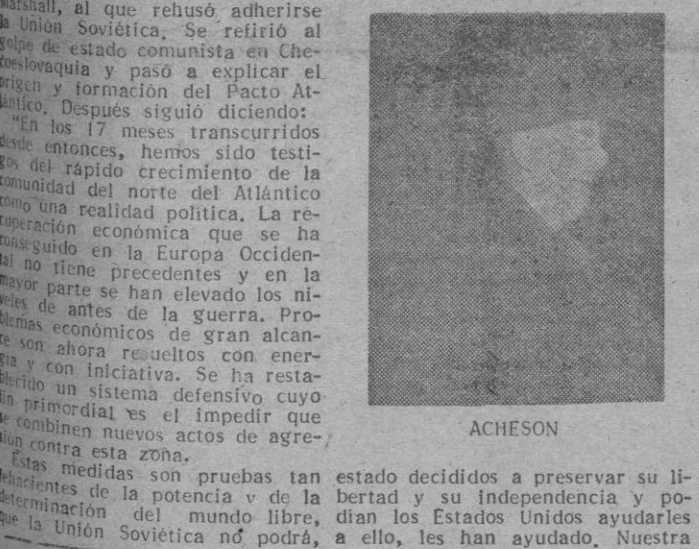 Marshall, al que rehusó adherirse
la Unión Soviética. Se refirió al
golpe de estado comunista en Che-
coeslovaquia y pasó a explicar el
origen y formación del Pacto At-
lántico. Después siguió diciendo:
"En los 17 meses transcurridos
desde entonces, hemos sido testi-
gos del rápido crecimiento de la
comunidad del norte del Atlántico
como una realidad política. La re-
cuperación económica que se ha
conseguido en la Europa Occiden-
tal no tiene precedentes y en la
mayor parte se han elevado los ni-
veles de antes de la guerra. Pro-
blemas económicos de gran alcan-
ce son ahora resueltos con ener-
gía y con iniciativa. Se ha resta-
blecido un sistema defensivo cuyo
fin primordial es el impedir que
se combinen nuevos actos de agre-
sión contra esta zona.
Estas medidas son pruebas tan
fehacientes de la potencia y de la
determinación del mundo libre,
que la Unión Soviética no podrá,
ACHESON
estado decididos a preservar su li-
bertad y su independencia y po-
dian los Estados Unidos ayudarles
a ello, les han ayudado. Nuestra